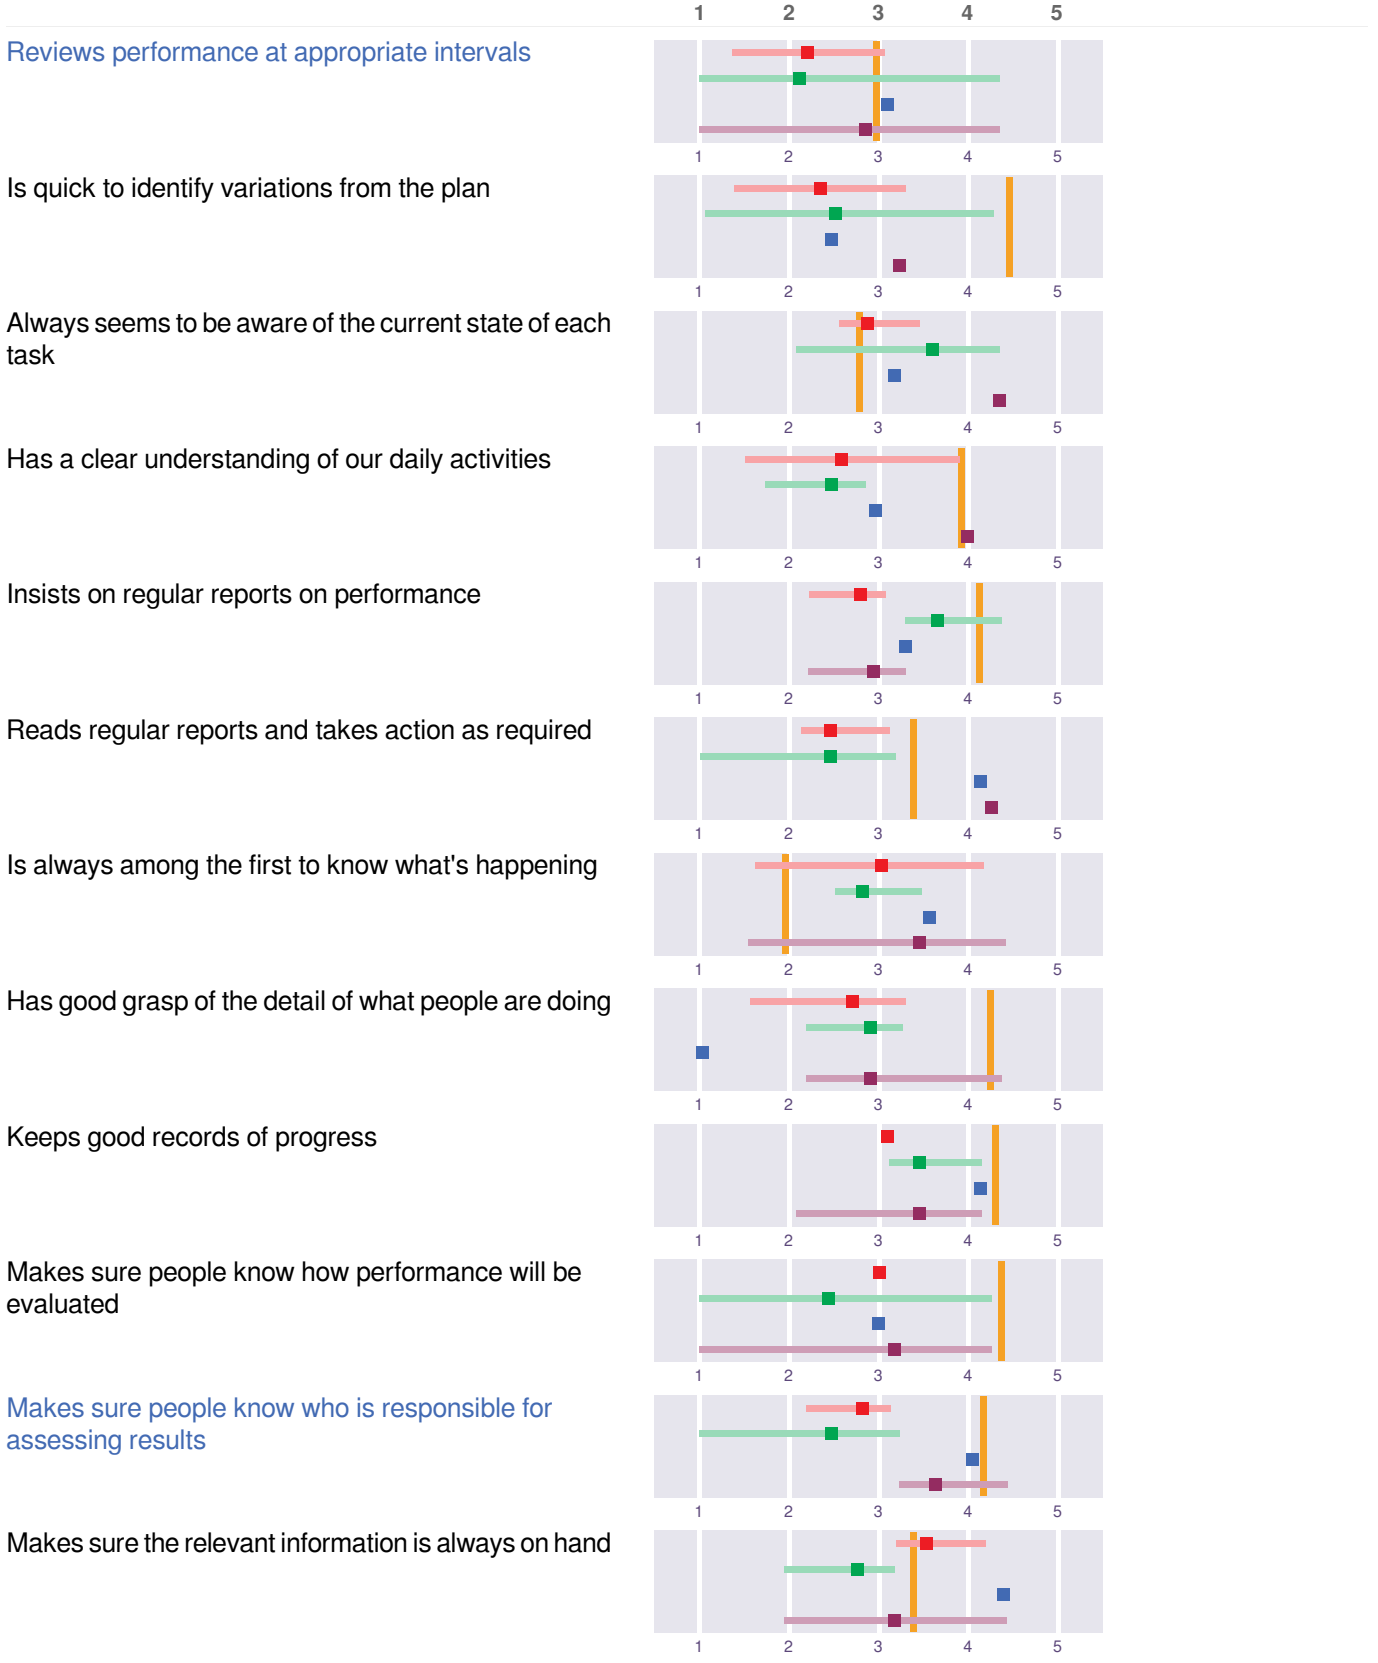 1 2 3 4 5
Reviews performance at appropriate intervals
1 2 3 4 5
Is quick to identify variations from the plan
1 2 3 4 5
Always seems to be aware of the current state of each
task
1 2 3 4 5
Has a clear understanding of our daily activities
1 2 3 4 5
Insists on regular reports on performance
1 2 3 4 5
Reads regular reports and takes action as required
1 2 3 4 5
Is always among the first to know what's happening
1 2 3 4 5
Has good grasp of the detail of what people are doing
1 2 3 4 5
Keeps good records of progress
1 2 3 4 5
Makes sure people know how performance will be
evaluated
1 2 3 4 5
Makes sure people know who is responsible for
assessing results
1 2 3 4 5
Makes sure the relevant information is always on hand
1 2 3 4 5